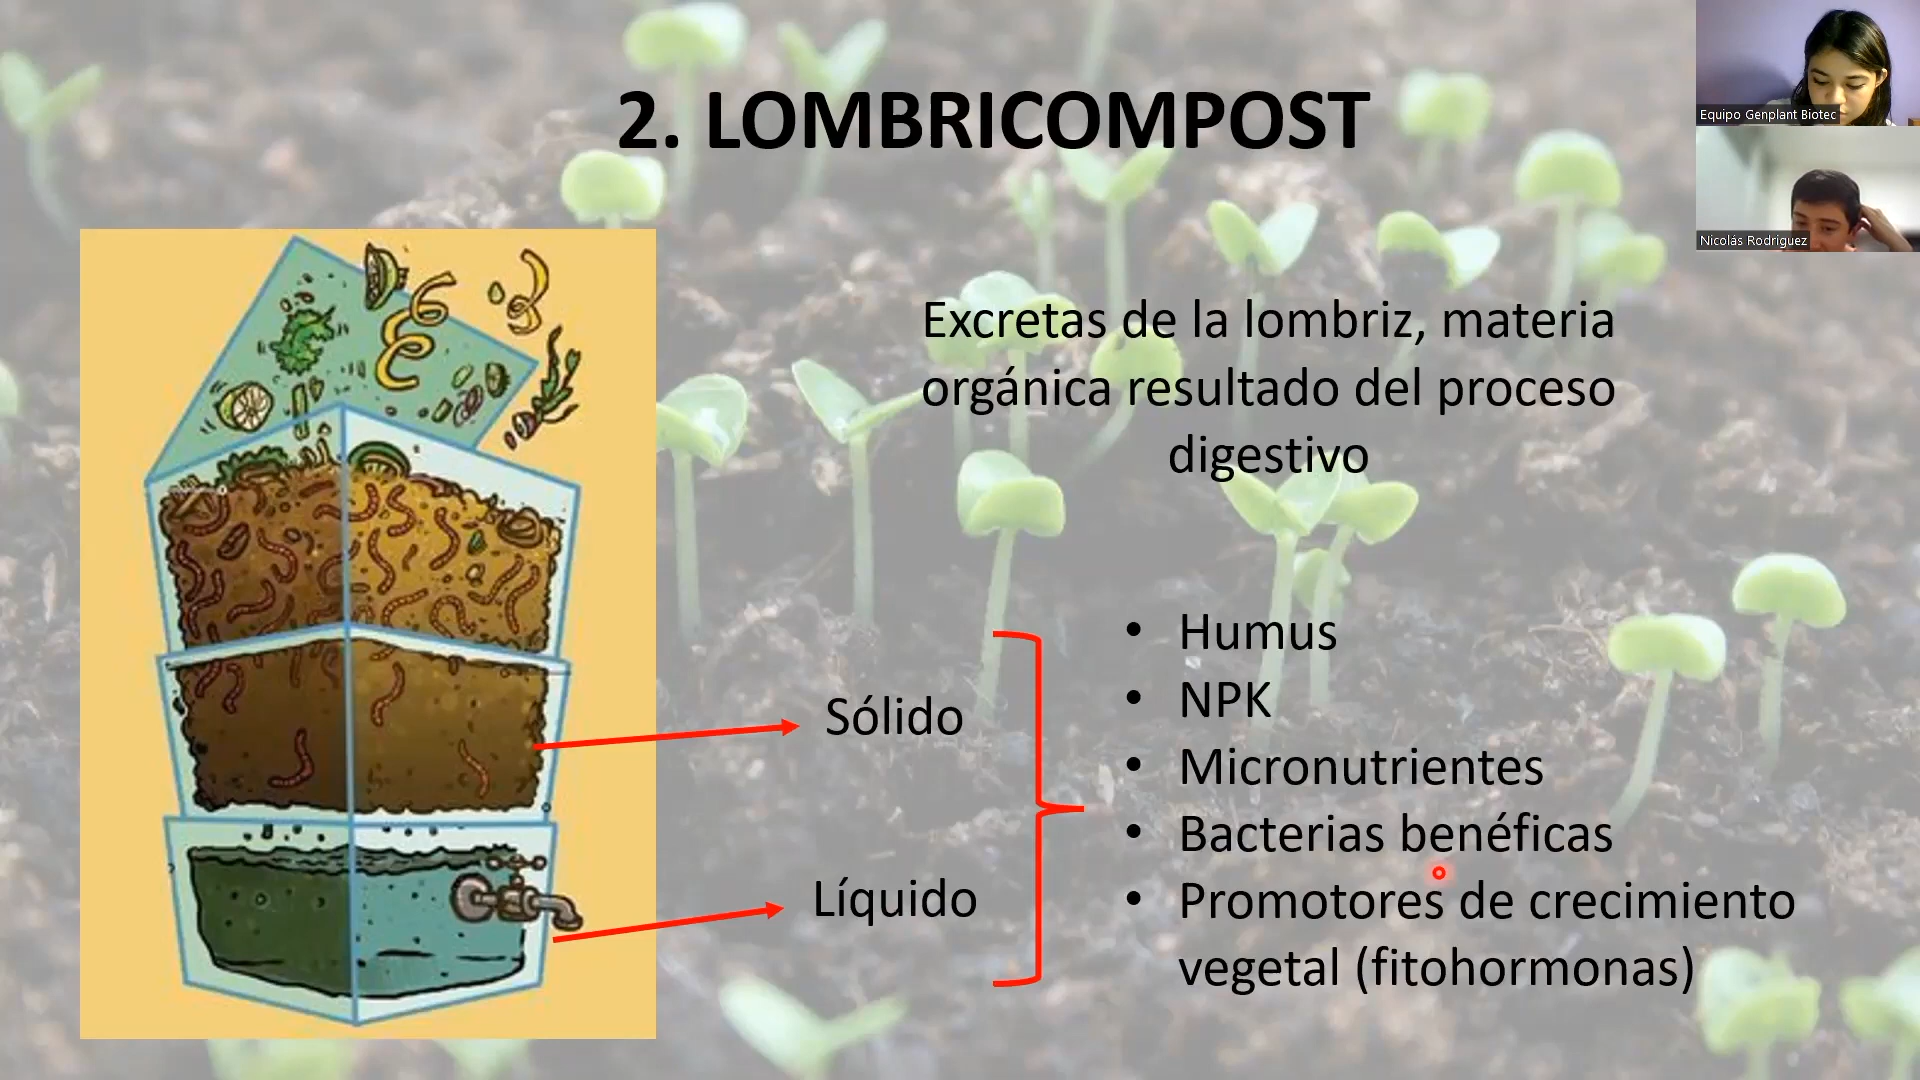 2. LOMBRICOMPOST
Equipo Genplant Biotec
Nicolás Rodriguez
Excretas de la lombriz, materia
orgánica resultado del proceso
digestivo
Sólido
Líquido
• Humus
• NPK
• Micronutrientes
• Bacterias benéficas
• Promotores de crecimiento
vegetal (fitohormonas)